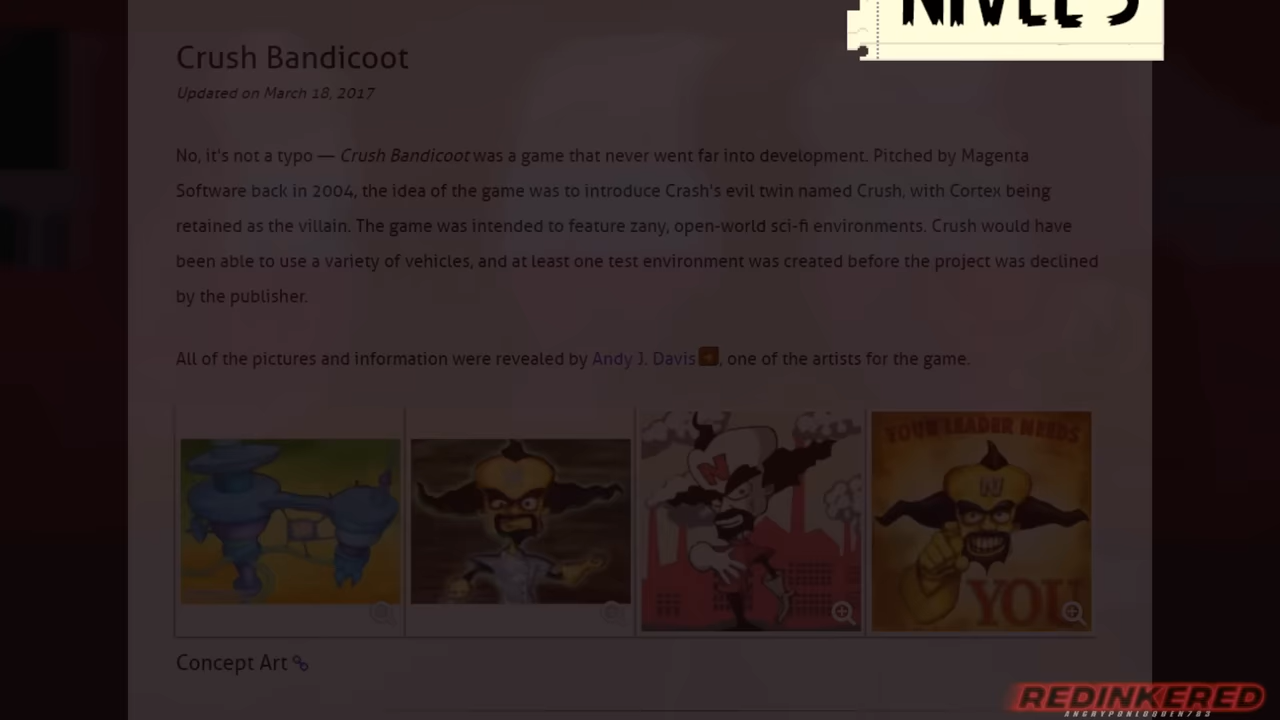 NIVEL 5
Crush Bandicoot
Updated on March 18, 2017
No, it's not a typo — Crush Bandicoot was a game that never went far into development. Pitched by Magenta
Software back in 2004, the idea of the game was to introduce Crash's evil twin named Crush, with Cortex being
retained as the villain. The game was intended to feature zany, open-world sci-fi environments. Crush would have
been able to use a variety of vehicles, and at least one test environment was created before the project was declined
by the publisher.
All of the pictures and information were revealed by Andy J. Davis, one of the artists for the game.
N
N
YOUR LEADER NEEDS
N
YOU
Concept Art
REDINKERED